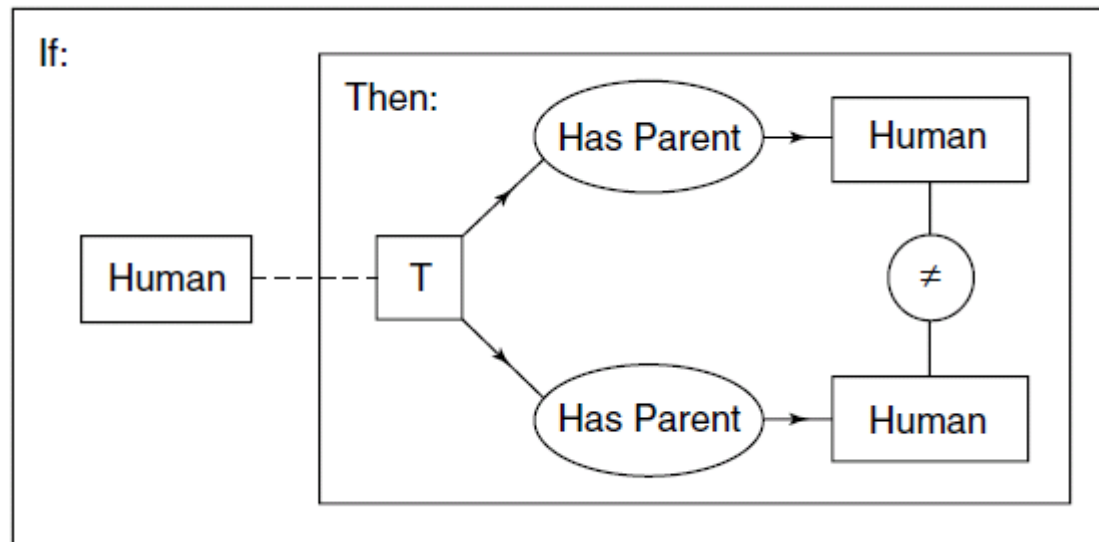 If:
Then:
Has Parent
Human
Human
T
≠
Has Parent
Human